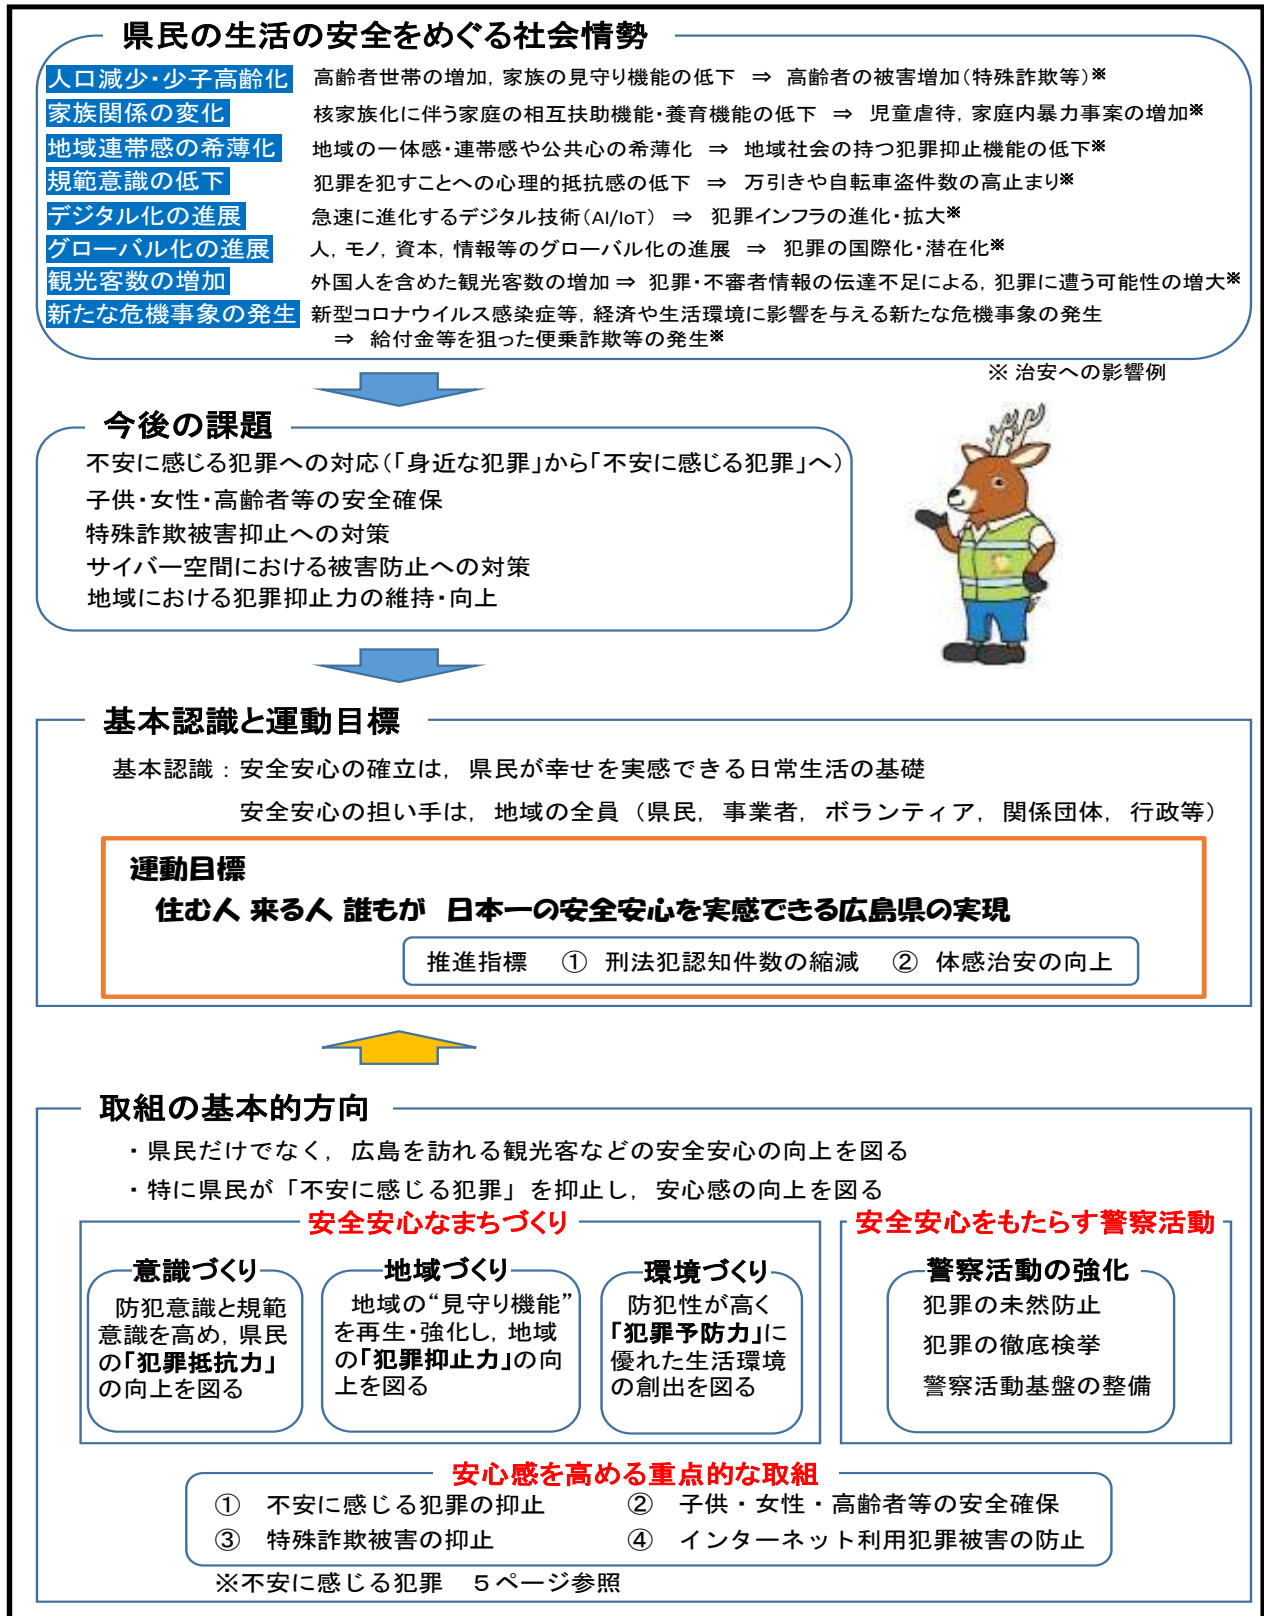 県民の生活の安全をめぐる社会情勢
人口減少・少子高齢化 高齢者世帯の増加，家族の見守り機能の低下 ⇒ 高齢者の被害増加（特殊詐欺等）※
家族関係の変化 核家族化に伴う家庭の相互扶助機能・養育機能の低下 ⇒ 児童虐待，家庭内暴力事案の増加※
地域連帯感の希薄化 地域の一体感・連帯感や公共心の希薄化 ⇒ 地域社会の持つ犯罪抑止機能の低下※
規範意識の低下 犯罪を犯すことへの心理的抵抗感の低下 ⇒ 万引きや自転車盗件数の高止まり※
デジタル化の進展 急速に進化するデジタル技術（AI/IoT） ⇒ 犯罪インフラの進化・拡大※
グローバル化の進展 人，モノ，資本，情報等のグローバル化の進展 ⇒ 犯罪の国際化・潜在化※
観光客数の増加 外国人を含めた観光客数の増加 ⇒ 犯罪・不審者情報の伝達不足による，犯罪に遭う可能性の増大※
新たな危機事象の発生 新型コロナウイルス感染症等，経済や生活環境に影響を与える新たな危機事象の発生
⇒ 給付金等を狙った便乗詐欺等の発生※
※ 治安への影響例
今後の課題
不安に感じる犯罪への対応（「身近な犯罪」から「不安に感じる犯罪」へ）
子供・女性・高齢者等の安全確保
特殊詐欺被害抑止への対策
サイバー空間における被害防止への対策
地域における犯罪抑止力の維持・向上
基本認識と運動目標
基本認識：安全安心の確立は，県民が幸せを実感できる日常生活の基礎
安全安心の担い手は，地域の全員（県民，事業者，ボランティア，関係団体，行政等）
運動目標
住む人 来る人 誰もが 日本一の安全安心を実感できる広島県の実現
推進指標 ① 刑法犯認知件数の縮減 ② 体感治安の向上
取組の基本的方向
・県民だけでなく，広島を訪れる観光客などの安全安心の向上を図る
・特に県民が「不安に感じる犯罪」を抑止し，安心感の向上を図る
安全安心なまちづくり
意識づくり
防犯意識と規範
意識を高め，県民
の「犯罪抵抗力」
の向上を図る
地域づくり
地域の“見守り機能”
を再生・強化し，地域
の「犯罪抑止力」の向
上を図る
環境づくり
防犯性が高く
「犯罪予防力」に
優れた生活環境
の創出を図る
安全安心をもたらす警察活動
警察活動の強化
犯罪の未然防止
犯罪の徹底検挙
警察活動基盤の整備
安心感を高める重点的な取組
① 不安に感じる犯罪の抑止 ② 子供・女性・高齢者等の安全確保
③ 特殊詐欺被害の抑止 ④ インターネット利用犯罪被害の防止
※不安に感じる犯罪 ５ページ参照